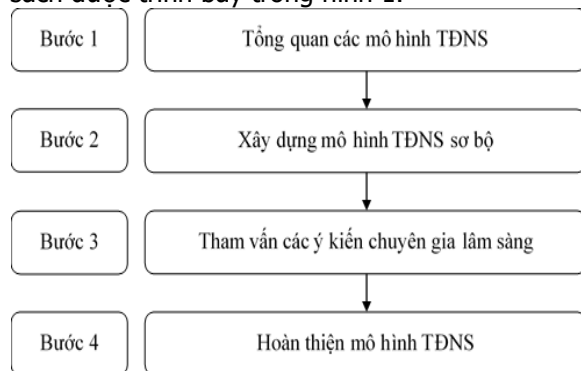 sách được trình bày trong hình 1.
Bước 1 Tổng quan các mô hình TĐNS
Bước 2 Xây dựng mô hình TĐNS sơ bộ
Bước 3 Tham vấn các ý kiến chuyên gia lâm sàng
Bước 4 Hoàn thiện mô hình TĐNS